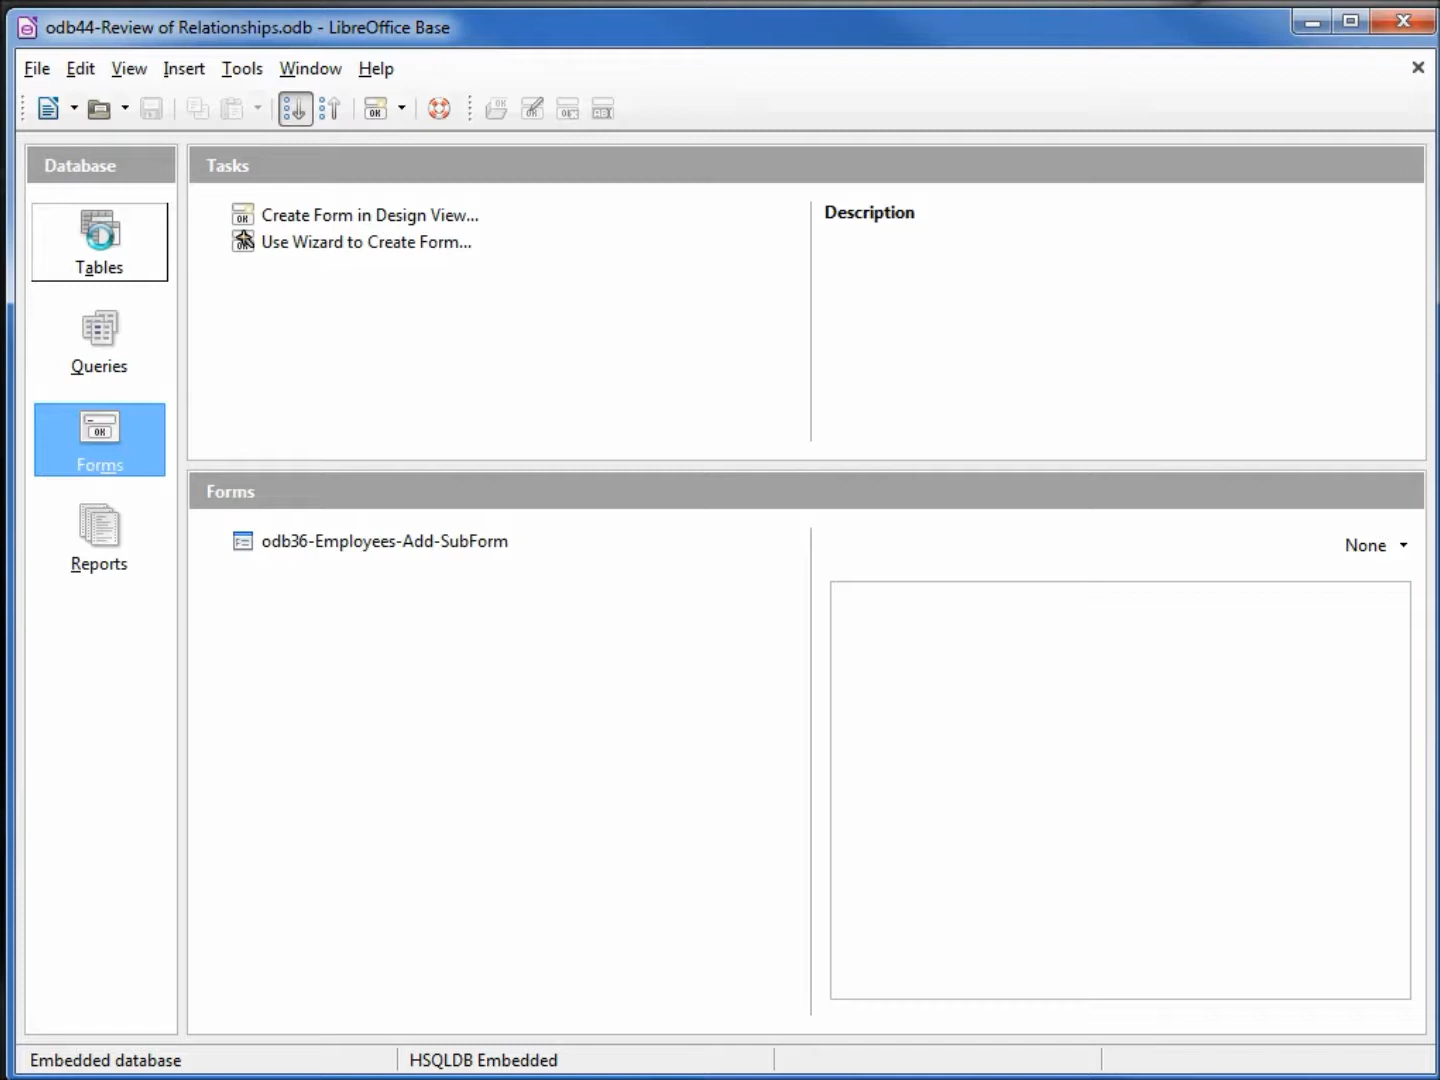 odb44-Review of Relationships.odb - LibreOffice Base
File Edit View Insert Tools Window Help
Database
Tasks
Tables
Queries
Forms
Reports
Create Form in Design View...
Use Wizard to Create Form...
Description
Forms
odb36-Employees-Add-SubForm
None
Embedded database
HSQLDB Embedded